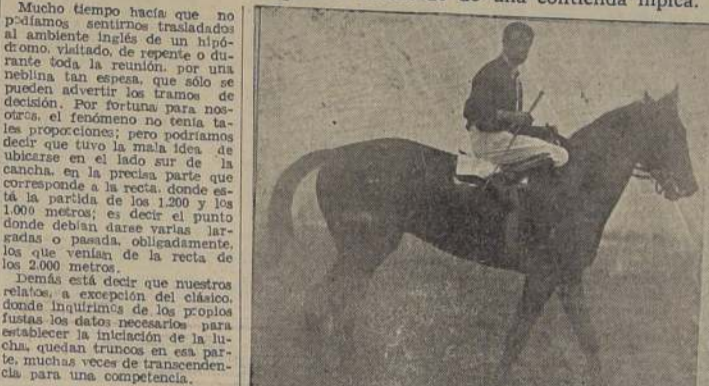 de una contienda hípica.
Mucho tiempo hacía que no
podíamos sentirnos trasladados
al ambiente inglés de un hipó-
dromo, visitado, de repente o du-
rante toda la reunión, por una
neblina tan espesa, que sólo se
pueden advertir los tramos de
decisión. Por fortuna para nos-
otros, el fenómeno no tenía ta-
les proporciones; pero podríamos
decir que tuvo la mala idea de
ubicarse en el lado sur de la
cancha, en la precisa parte que
corresponde a la recta, donde es-
tá la partida de los 1.200 y los
1.000 metros; es decir el punto
donde debían darse varias lar-
gadas o pasada, obligadamente,
los que venían de la recta de
los 2.000 metros.
Demás está decir que nuestros
relatos, a excepción del clásico,
donde inquirimos de los propios
fustas los datos necesarios para
establecer la iniciación de la lu-
cha, quedan truncos en esa par-
te, muchas veces de transcenden-
cia para una competencia.